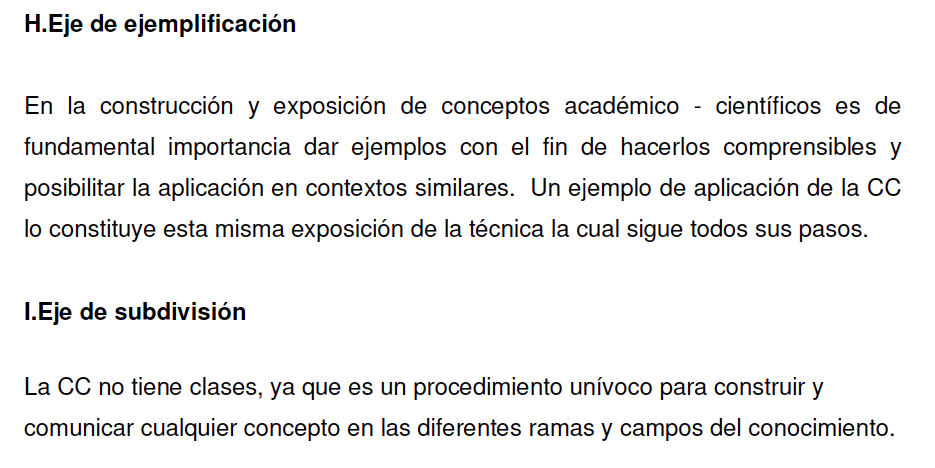 H.Eje de ejemplificación
En la construcción y exposición de conceptos académico - científicos es de
fundamental importancia dar ejemplos con el fin de hacerlos comprensibles y
posibilitar la aplicación en contextos similares.  Un ejemplo de aplicación de la CC
lo constituye esta misma exposición de la técnica la cual sigue todos sus pasos.
I.Eje de subdivisión
La CC no tiene clases, ya que es un procedimiento unívoco para construir y
comunicar cualquier concepto en las diferentes ramas y campos del conocimiento.